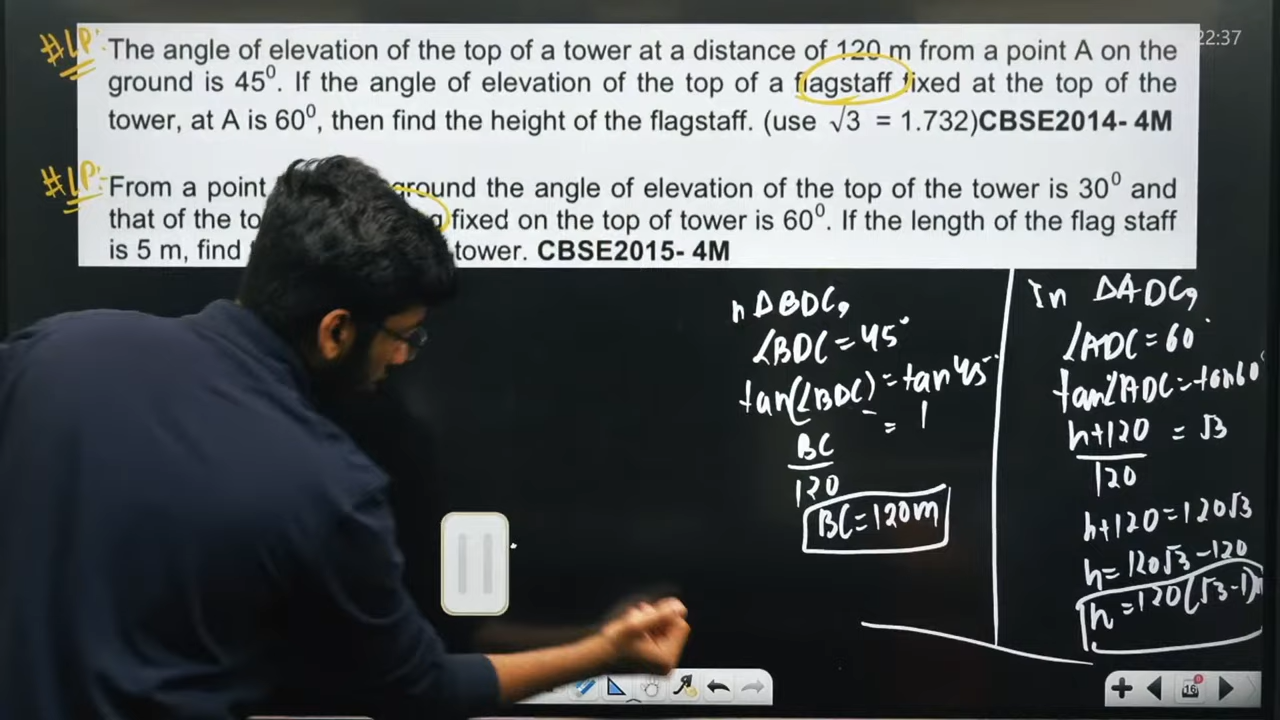 22:37
#LP:
The angle of elevation of the top of a tower at a distance of 120 m from a point A on the
ground is 45⁰. If the angle of elevation of the top of a flagstaff fixed at the top of the
tower, at A is 60⁰, then find the height of the flagstaff. (use √3 = 1.732)CBSE2014- 4M
#LP:
From a point ground the angle of elevation of the top of the tower is 30⁰ and
that of the fixed on the top of tower is 60⁰. If the length of the flag staff
is 5 m, find tower. CBSE2015- 4M
n ΔBDC,
∠BDC = 45°
tan(∠BDC) = tan 45°
= 1
BC
120
BC = 120m
In ΔADC,
∠ADC = 60°
tan∠ADC = tan60°
h+120 = √3
120
h+120 = 120√3
h = 120√3 - 120
h = 120(√3-1)
16